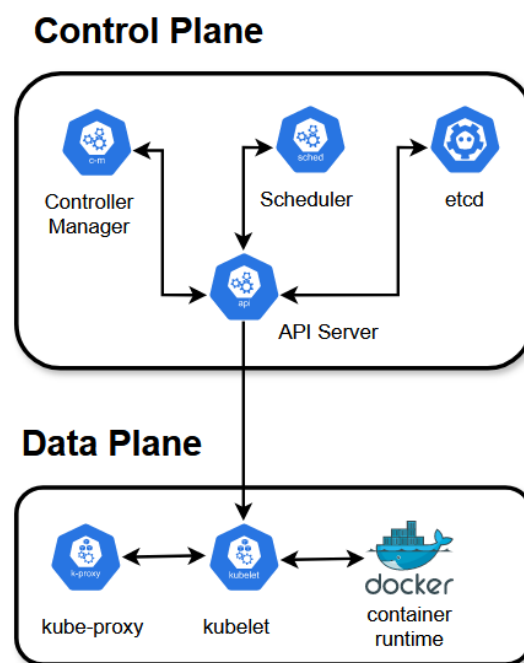 Control Plane
c-m
Controller
Manager
sched
Scheduler
etcd
api
API Server
Data Plane
k-proxy
kube-proxy
kubelet
kubelet
docker
container
runtime